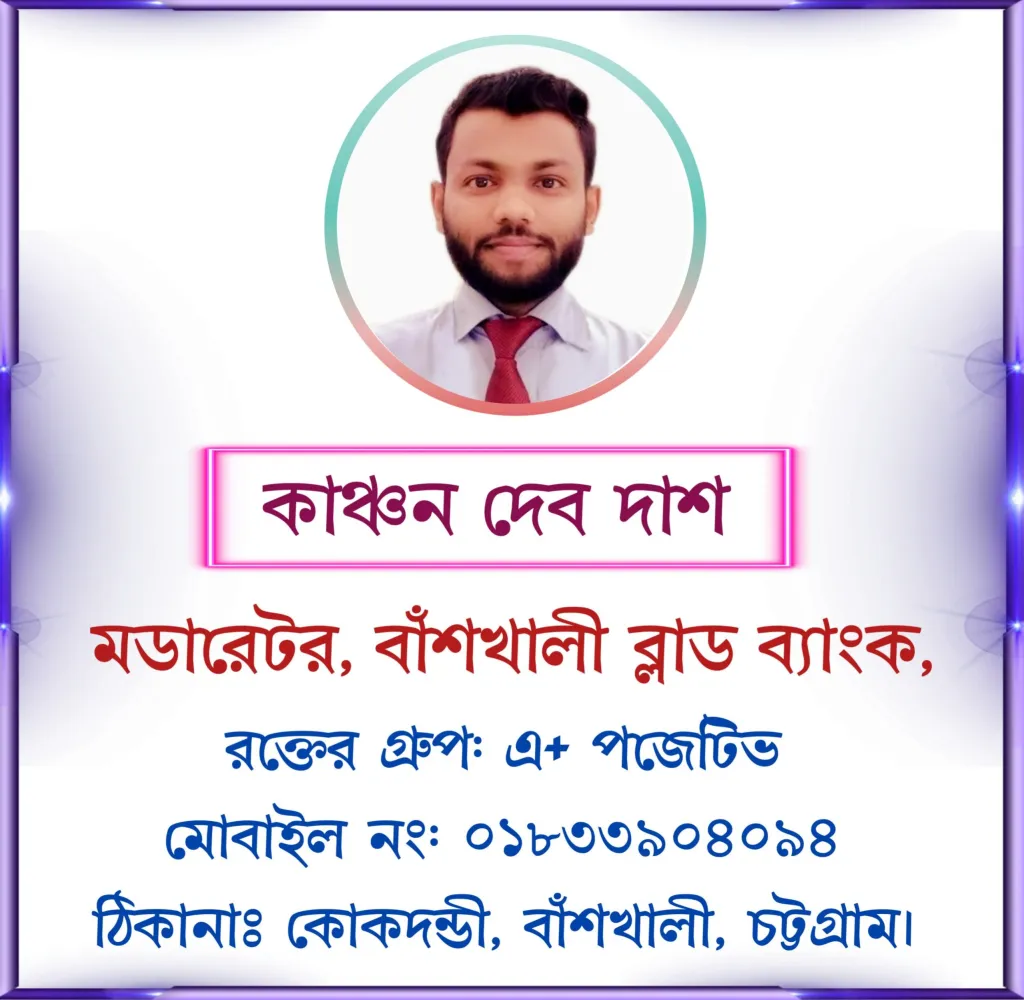 কাঞ্চন দেব দাশ
মডারেটর, বাঁশখালী ব্লাড ব্যাংক,
রক্তের গ্রুপঃ এ+ পজেটিভ
মোবাইল নংঃ ০১৮৩৩৯০৪০৯৪
ঠিকানাঃ কোকদন্ডী, বাঁশখালী, চট্টগ্রাম।